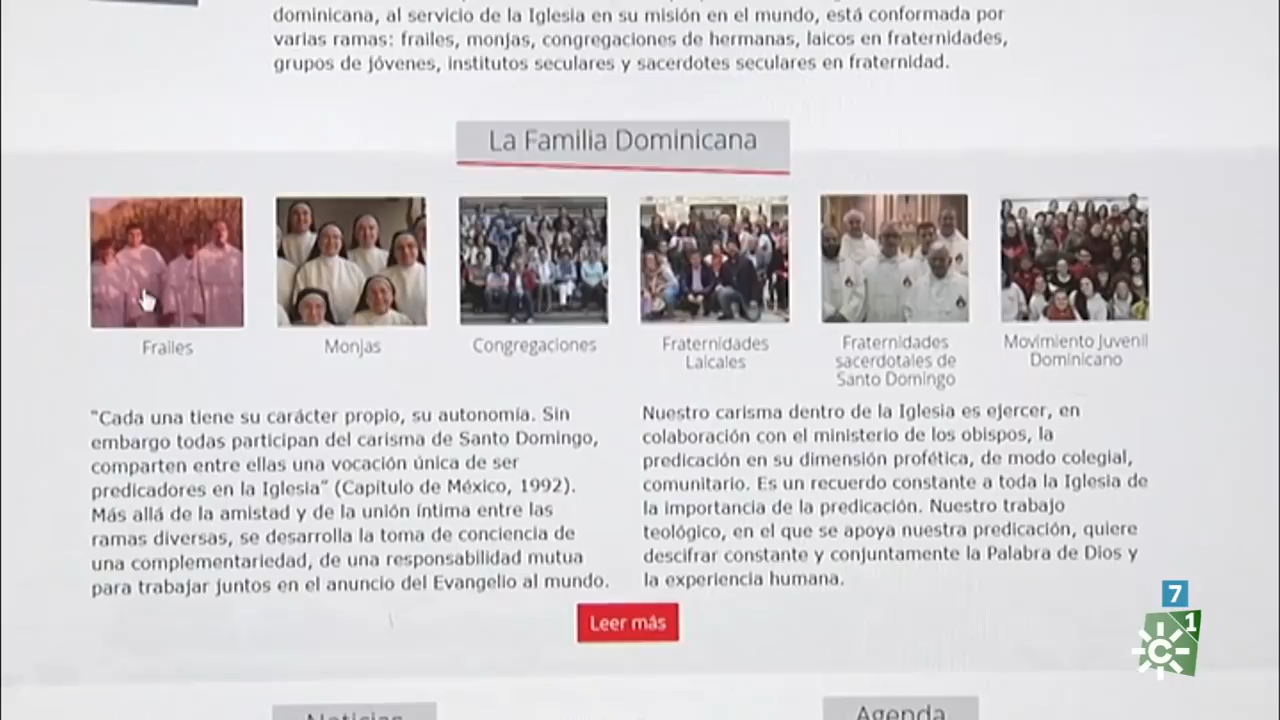 dominicana, al servicio de la Iglesia en su misión en el mundo, está conformada por
varias ramas: frailes, monjas, congregaciones de hermanas, laicos en fraternidades,
grupos de jóvenes, institutos seculares y sacerdotes seculares en fraternidad.
La Familia Dominicana
Frailes
Monjas
Congregaciones
Fraternidades
Laicales
Fraternidades
sacerdotales de
Santo Domingo
Movimiento Juvenil
Dominicano
"Cada una tiene su carácter propio, su autonomía. Sin
embargo todas participan del carisma de Santo Domingo,
comparten entre ellas una vocación única de ser
predicadores en la Iglesia" (Capítulo de México, 1992).
Más allá de la amistad y de la unión íntima entre las
ramas diversas, se desarrolla la toma de conciencia de
una complementariedad, de una responsabilidad mutua
para trabajar juntos en el anuncio del Evangelio al mundo.
Nuestro carisma dentro de la Iglesia es ejercer, en
colaboración con el ministerio de los obispos, la
predicación en su dimensión profética, de modo colegial,
comunitario. Es un recuerdo constante a toda la Iglesia de
la importancia de la predicación. Nuestro trabajo
teológico, en el que se apoya nuestra predicación, quiere
descifrar constante y conjuntamente la Palabra de Dios y
la experiencia humana.
Leer más
7
1
C
Noticias
Agenda